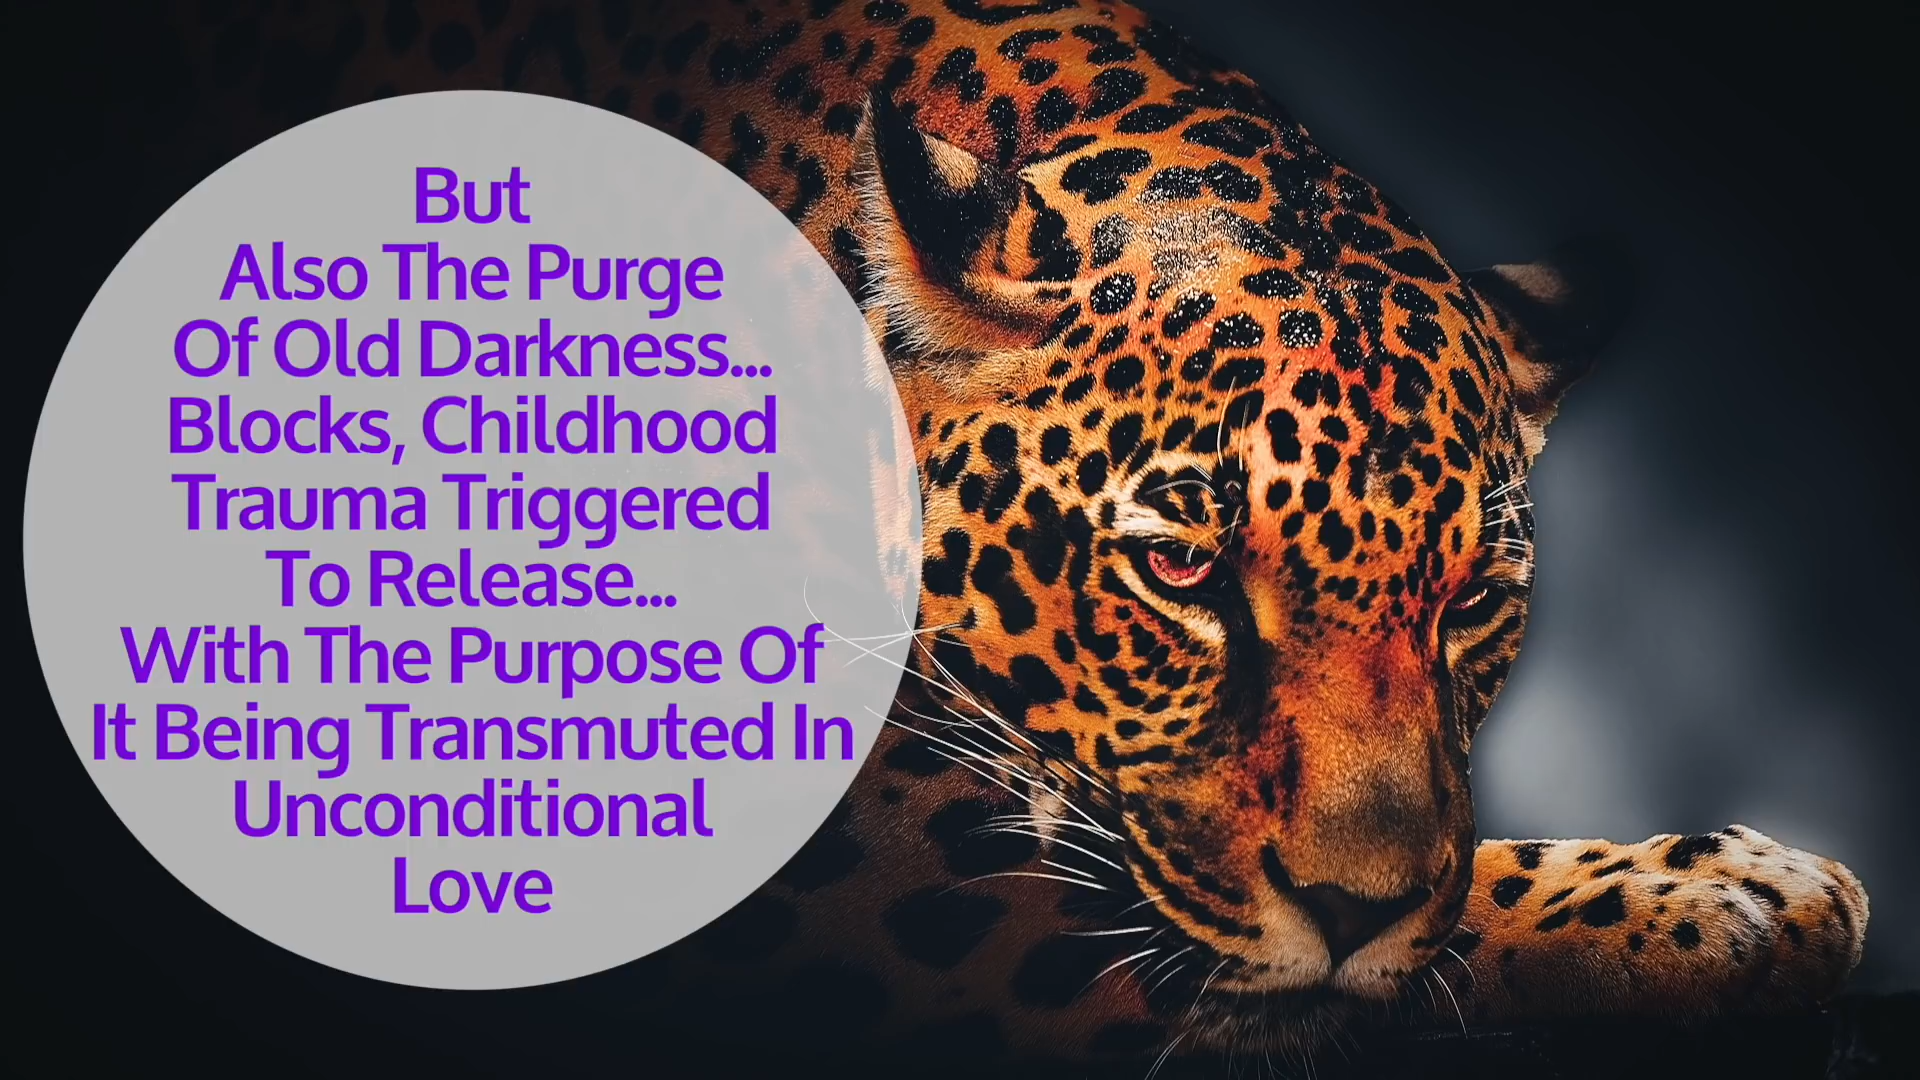 But
Also The Purge
Of Old Darkness...
Blocks, Childhood
Trauma Triggered
To Release...
With The Purpose Of
It Being Transmuted In
Unconditional
Love